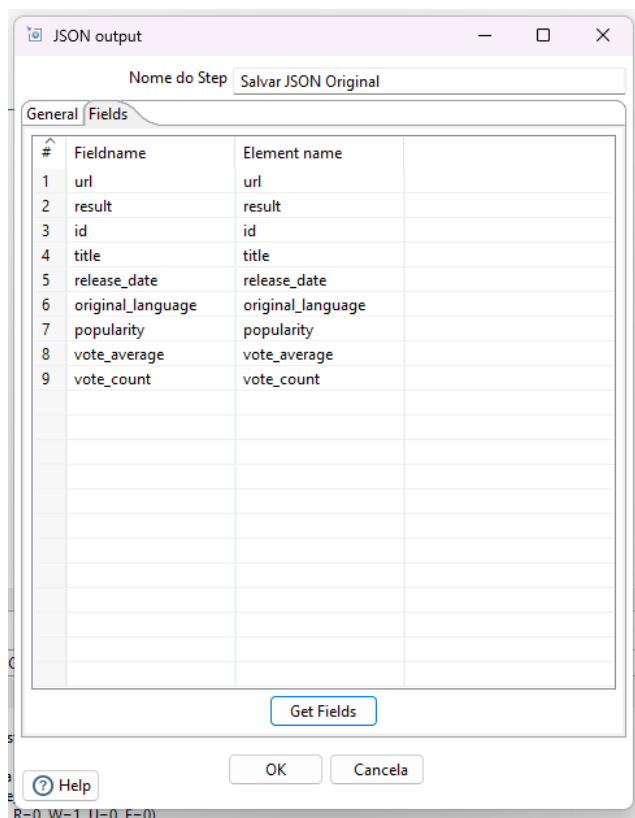 JSON output
Nome do Step Salvar JSON Original
General Fields
# Fieldname Element name
1 url url
2 result result
3 id id
4 title title
5 release_date release_date
6 original_language original_language
7 popularity popularity
8 vote_average vote_average
9 vote_count vote_count
Get Fields
OK Cancela
Help
R=0, W=1, U=0, E=0)